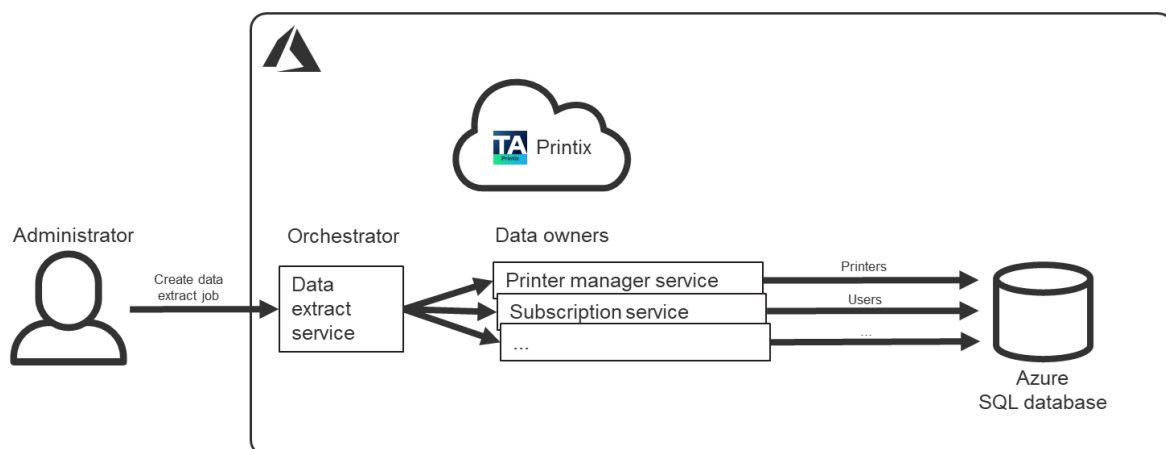 TA
Printix
Printix
Administrator
Orchestrator
Data owners
Create data
extract job
Data
extract
service
Printer manager service
Subscription service
...
Printers
Users
...
Azure
SQL database